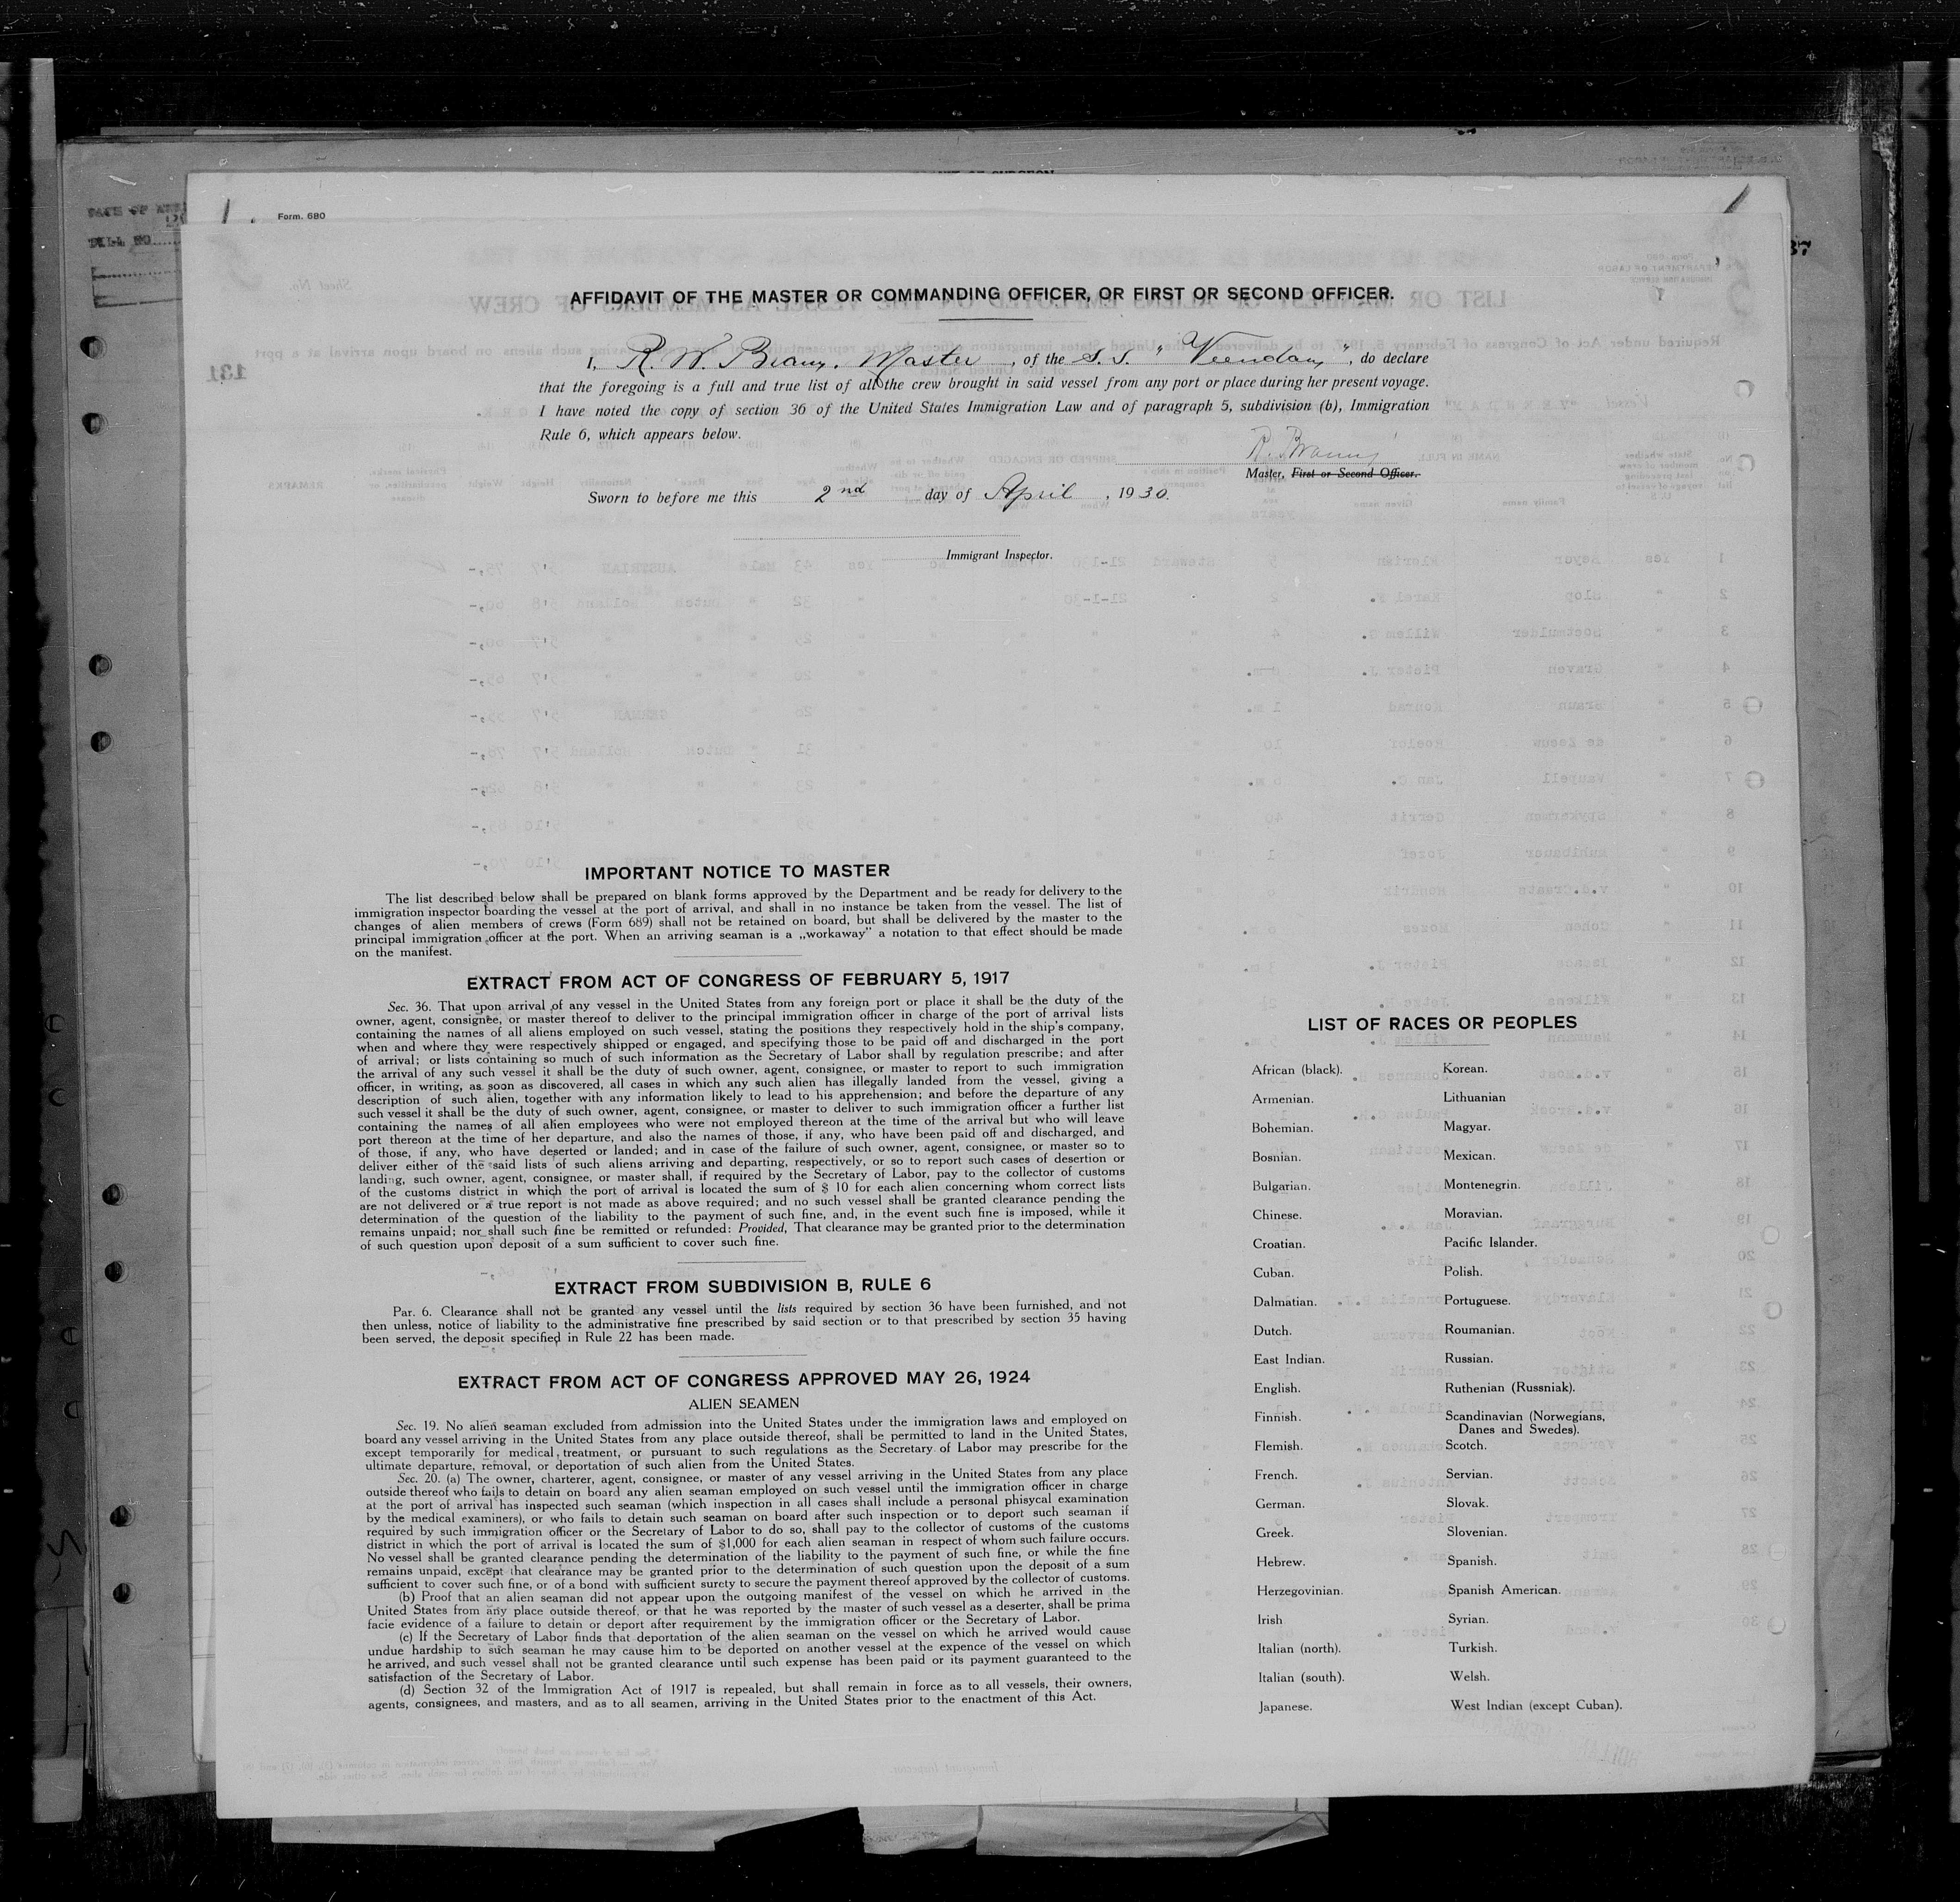 Form. 680
AFFIDAVIT OF THE MASTER OR COMMANDING OFFICER, OR FIRST OR SECOND OFFICER.
I, R. W. Braun, Master, of the S. S. "Veendam", do declare
that the foregoing is a full and true list of all the crew brought in said vessel from any port or place during her present voyage.
I have noted the copy of section 36 of the United States Immigration Law and of paragraph 5, subdivision (b), Immigration
Rule 6, which appears below.
Master, First or Second Officer.
Sworn to before me this 2nd day of April, 1930.
Immigrant Inspector.
IMPORTANT NOTICE TO MASTER
The list described below shall be prepared on blank forms approved by the Department and be ready for delivery to the
immigration inspector boarding the vessel at the port of arrival, and shall in no instance be taken from the vessel. The list of
changes of alien members of crews (Form 689) shall not be retained on board, but shall be delivered by the master to the
principal immigration officer at the port. When an arriving seaman is a „workaway” a notation to that effect should be made
on the manifest.
EXTRACT FROM ACT OF CONGRESS OF FEBRUARY 5, 1917
Sec. 36. That upon arrival of any vessel in the United States from any foreign port or place it shall be the duty of the
owner, agent, consignee, or master thereof to deliver to the principal immigration officer in charge of the port of arrival lists
containing the names of all aliens employed on such vessel, stating the positions they respectively hold in the ship's company,
when and where they were respectively shipped or engaged, and specifying those to be paid off and discharged in the port
of arrival; or lists containing so much of such information as the Secretary of Labor shall by regulation prescribe; and after
the arrival of any such vessel it shall be the duty of such owner, agent, consignee, or master to report to such immigration
officer, in writing, as soon as discovered, all cases in which any such alien has illegally landed from the vessel, giving a
description of such alien, together with any information likely to lead to his apprehension; and before the departure of any
such vessel it shall be the duty of such owner, agent, consignee, or master to deliver to such immigration officer a further list
containing the names of all alien employees who were not employed thereon at the time of the arrival but who will leave
port thereon at the time of her departure, and also the names of those, if any, who have been paid off and discharged, and
of those, if any, who have deserted or landed; and in case of the failure of such owner, agent, consignee, or master so to
deliver either of the said lists of such aliens arriving and departing, respectively, or so to report such cases of desertion or
landing, such owner, agent, consignee, or master shall, if required by the Secretary of Labor, pay to the collector of customs
of the customs district in which the port of arrival is located the sum of $ 10 for each alien concerning whom correct lists
are not delivered or a true report is not made as above required; and no such vessel shall be granted clearance pending the
determination of the question of the liability to the payment of such fine, and, in the event such fine is imposed, while it
remains unpaid; nor shall such fine be remitted or refunded: Provided, That clearance may be granted prior to the determination
of such question upon deposit of a sum sufficient to cover such fine.
EXTRACT FROM SUBDIVISION B, RULE 6
Par. 6. Clearance shall not be granted any vessel until the lists required by section 36 have been furnished, and not
then unless, notice of liability to the administrative fine prescribed by said section or to that prescribed by section 35 having
been served, the deposit specified in Rule 22 has been made.
EXTRACT FROM ACT OF CONGRESS APPROVED MAY 26, 1924
ALIEN SEAMEN
Sec. 19. No alien seaman excluded from admission into the United States under the immigration laws and employed on
board any vessel arriving in the United States from any place outside thereof, shall be permitted to land in the United States,
except temporarily for medical treatment, or pursuant to such regulations as the Secretary of Labor may prescribe for the
ultimate departure, removal, or deportation of such alien from the United States.
Sec. 20. (a) The owner, charterer, agent, consignee, or master of any vessel arriving in the United States from any place
outside thereof who fails to detain on board any alien seaman employed on such vessel until the immigration officer in charge
at the port of arrival has inspected such seaman (which inspection in all cases shall include a personal phisycal examination
by the medical examiners), or who fails to detain such seaman on board after such inspection or to deport such seaman if
required by such immigration officer or the Secretary of Labor to do so, shall pay to the collector of customs of the customs
district in which the port of arrival is located the sum of $1,000 for each alien seaman in respect of whom such failure occurs.
No vessel shall be granted clearance pending the determination of the liability to the payment of such fine, or while the fine
remains unpaid, except that clearance may be granted prior to the determination of such question upon the deposit of a sum
sufficient to cover such fine, or of a bond with sufficient surety to secure the payment thereof approved by the collector of customs.
(b) Proof that an alien seaman did not appear upon the outgoing manifest of the vessel on which he arrived in the
United States from any place outside thereof, or that he was reported by the master of such vessel as a deserter, shall be prima
facie evidence of a failure to detain or deport after requirement by the immigration officer or the Secretary of Labor.
(c) If the Secretary of Labor finds that deportation of the alien seaman on the vessel on which he arrived would cause
undue hardship to such seaman he may cause him to be deported on another vessel at the expence of the vessel on which
he arrived, and such vessel shall not be granted clearance until such expense has been paid or its payment guaranteed to the
satisfaction of the Secretary of Labor.
(d) Section 32 of the Immigration Act of 1917 is repealed, but shall remain in force as to all vessels, their owners,
agents, consignees, and masters, and as to all seamen, arriving in the United States prior to the enactment of this Act.
LIST OF RACES OR PEOPLES
African (black). Korean.
Armenian. Lithuanian
Bohemian. Magyar.
Bosnian. Mexican.
Bulgarian. Montenegrin.
Chinese. Moravian.
Croatian. Pacific Islander.
Cuban. Polish.
Dalmatian. Portuguese.
Dutch. Roumanian.
East Indian. Russian.
English. Ruthenian (Russniak).
Finnish. Scandinavian (Norwegians,
Danes and Swedes).
Flemish. Scotch.
French. Servian.
German. Slovak.
Greek. Slovenian.
Hebrew. Spanish.
Herzegovinian. Spanish American.
Irish Syrian.
Italian (north). Turkish.
Italian (south). Welsh.
Japanese. West Indian (except Cuban).